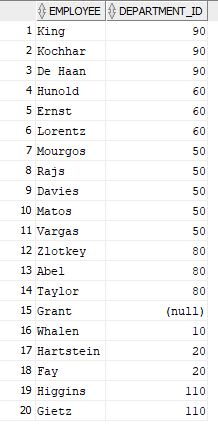 EMPLOYEE DEPARTMENT_ID
1 King 90
2 Kochhar 90
3 De Haan 90
4 Hunold 60
5 Ernst 60
6 Lorentz 60
7 Mourgos 50
8 Rajs 50
9 Davies 50
10 Matos 50
11 Vargas 50
12 Zlotkey 80
13 Abel 80
14 Taylor 80
15 Grant (null)
16 Whalen 10
17 Hartstein 20
18 Fay 20
19 Higgins 110
20 Gietz 110